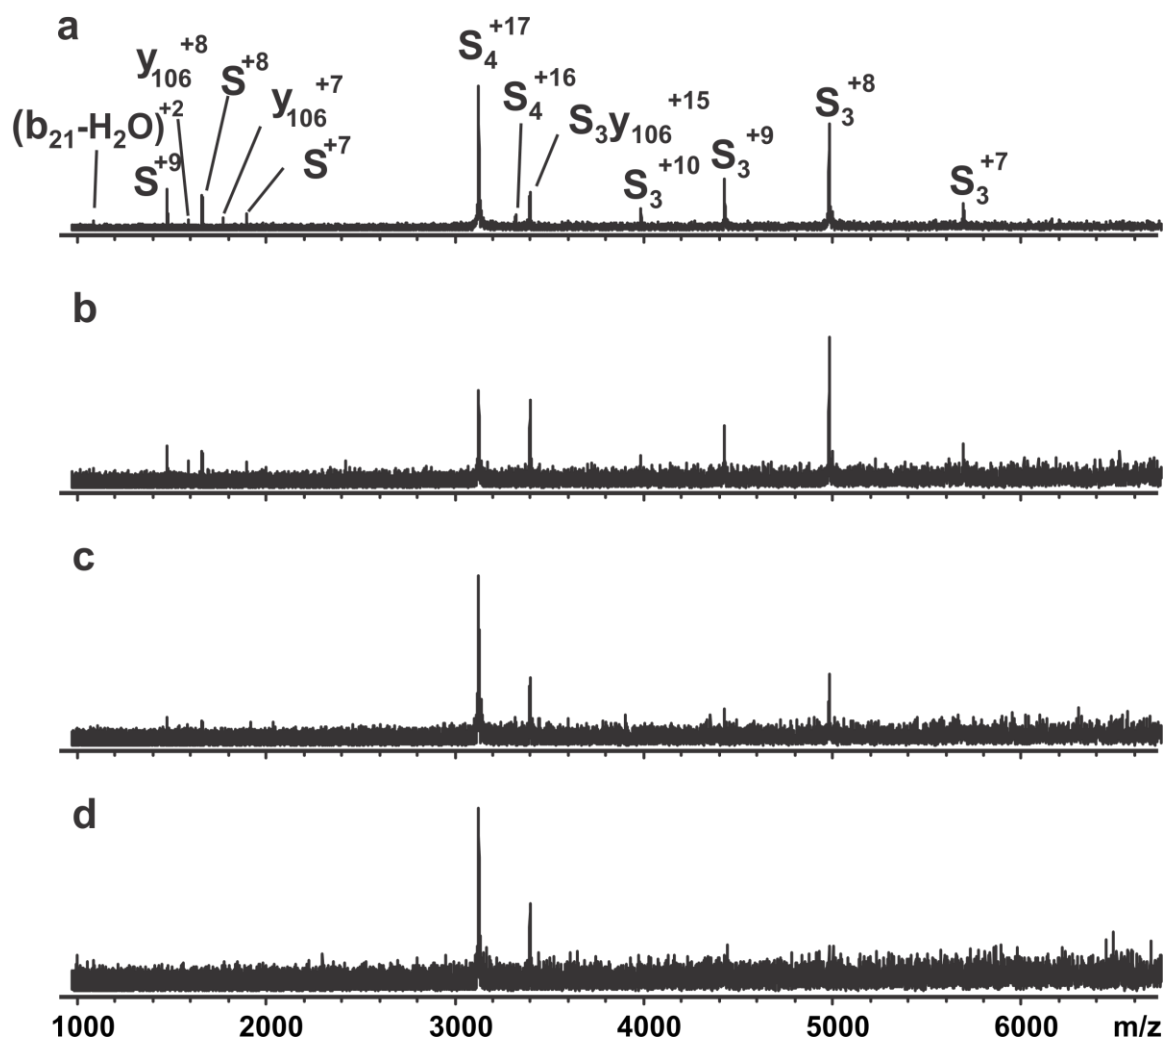 a
(b21-H2O)+2
y106+8
S+9
S+8
y106+7
S+7
S4+17
S4+16
S3y106+15
S3+10
S3+9
S3+8
S3+7
b
c
d
1000 2000 3000 4000 5000 6000 m/z